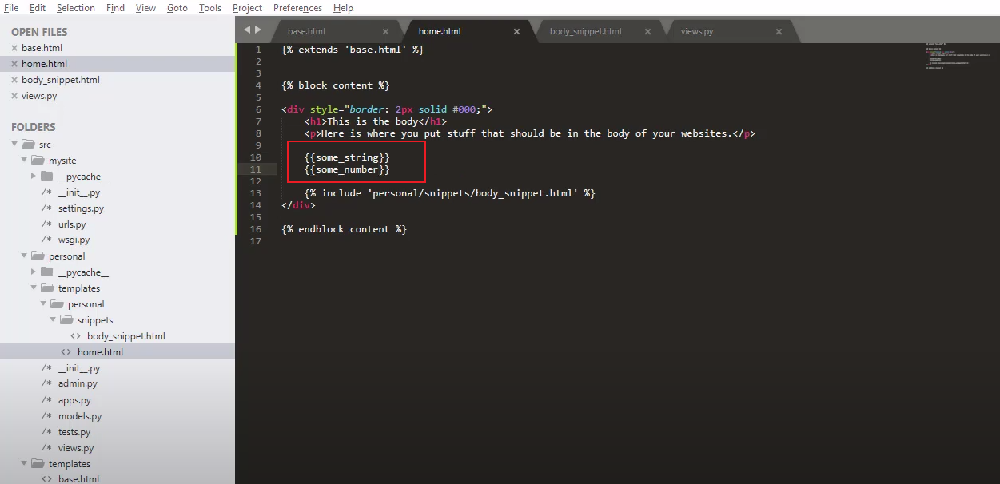 File Edit Selection Find View Goto Tools Project Preferences Help
OPEN FILES
base.html
home.html
body_snippet.html
views.py
FOLDERS
src
mysite
__pycache__
__init__.py
settings.py
urls.py
wsgi.py
personal
__pycache__
templates
personal
snippets
body_snippet.html
home.html
__init__.py
admin.py
apps.py
models.py
tests.py
views.py
templates
base.html
base.html home.html body_snippet.html views.py
1 {% extends 'base.html' %}
2
3
4 {% block content %}
5
6 <div style="border: 2px solid #000;">
7 <h1>This is the body</h1>
8 <p>Here is where you put stuff that should be in the body of your websites.</p>
9
10 {{some_string}}
11 {{some_number}}
12
13 {% include 'personal/snippets/body_snippet.html' %}
14 </div>
15
16 {% endblock content %}
17